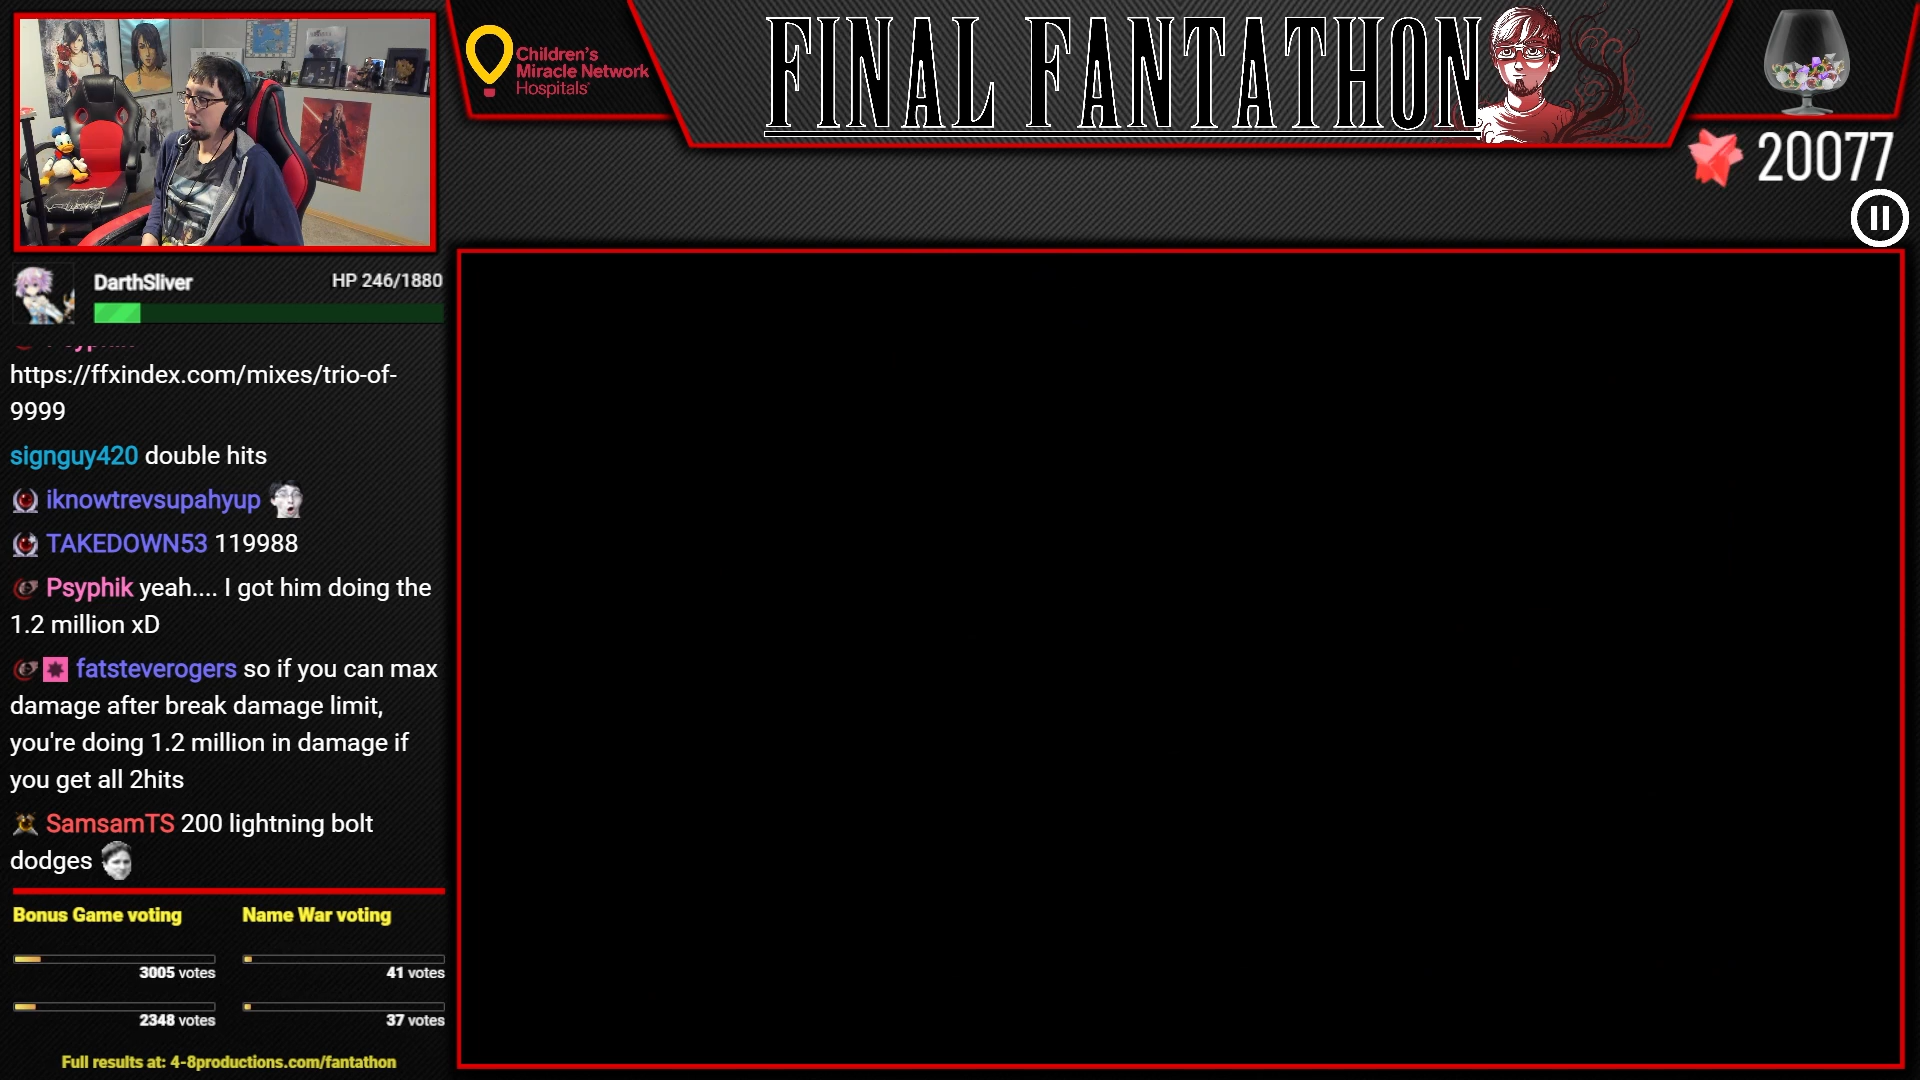 Children's
Miracle Network
Hospitals
FINAL FANTATHON
20077
DarthSliver
HP 246/1880
https://ffxindex.com/mixes/trio-of-
9999
signguy420 double hits
iknowtrevsupahyup
TAKEDOWN53 119988
Psyphik yeah.... I got him doing the
1.2 million xD
fatsteverogers so if you can max
damage after break damage limit,
you're doing 1.2 million in damage if
you get all 2hits
SamsamTS 200 lightning bolt
dodges
Bonus Game voting
Name War voting
3005 votes
41 votes
2348 votes
37 votes
Full results at: 4-8productions.com/fantathon